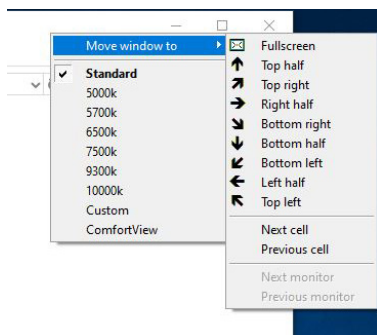 Move window to
Standard
5000k
5700k
6500k
7500k
9300k
10000k
Custom
ComfortView
Fullscreen
Top half
Top right
Right half
Bottom right
Bottom half
Bottom left
Left half
Top left
Next cell
Previous cell
Next monitor
Previous monitor